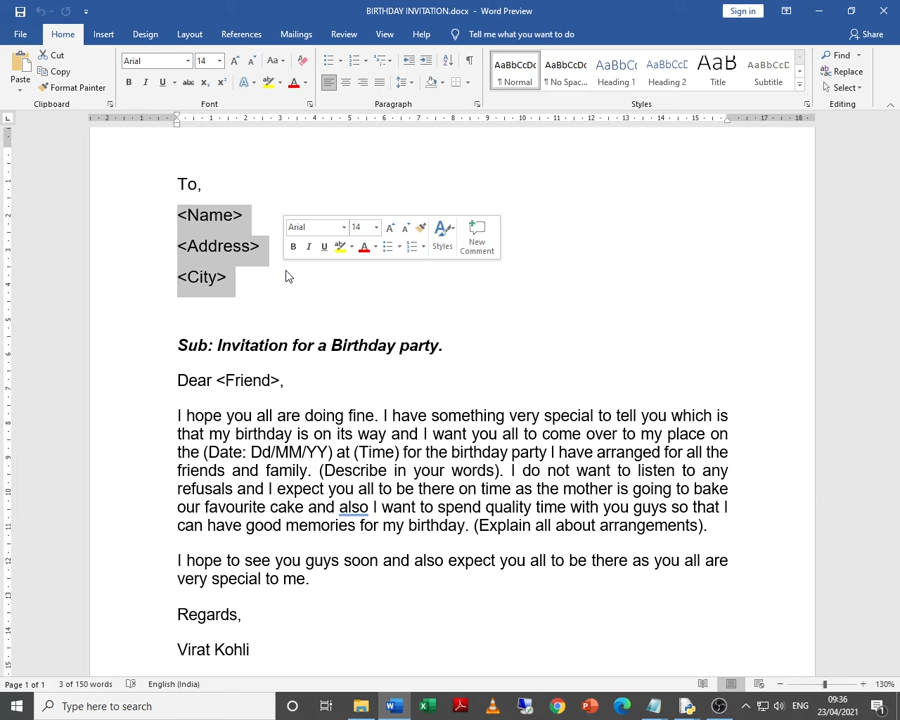 BIRTHDAY INVITATION.docx - Word Preview
Sign in
File Home Insert Design Layout References Mailings Review View Help Tell me what you want to do Share
Paste
Cut
Copy
Format Painter
Clipboard
Arial 14
Font
Paragraph
AaBbCcDc AaBbCcDc AaBbCc AaBbCcC AaB AaBbCcD
¶ Normal ¶ No Spac... Heading 1 Heading 2 Title Subtitle
Styles
Find
Replace
Select
Editing
To,
<Name>
<Address>
<City>
Arial 14
Styles
New
Comment
Sub: Invitation for a Birthday party.
Dear <Friend>,
I hope you all are doing fine. I have something very special to tell you which is
that my birthday is on its way and I want you all to come over to my place on
the (Date: Dd/MM/YY) at (Time) for the birthday party I have arranged for all the
friends and family. (Describe in your words). I do not want to listen to any
refusals and I expect you all to be there on time as the mother is going to bake
our favourite cake and also I want to spend quality time with you guys so that I
can have good memories for my birthday. (Explain all about arrangements).
I hope to see you guys soon and also expect you all to be there as you all are
very special to me.
Regards,
Virat Kohli
Page 1 of 1 3 of 150 words English (India) 130%
Type here to search
ENG
09:36
23/04/2021